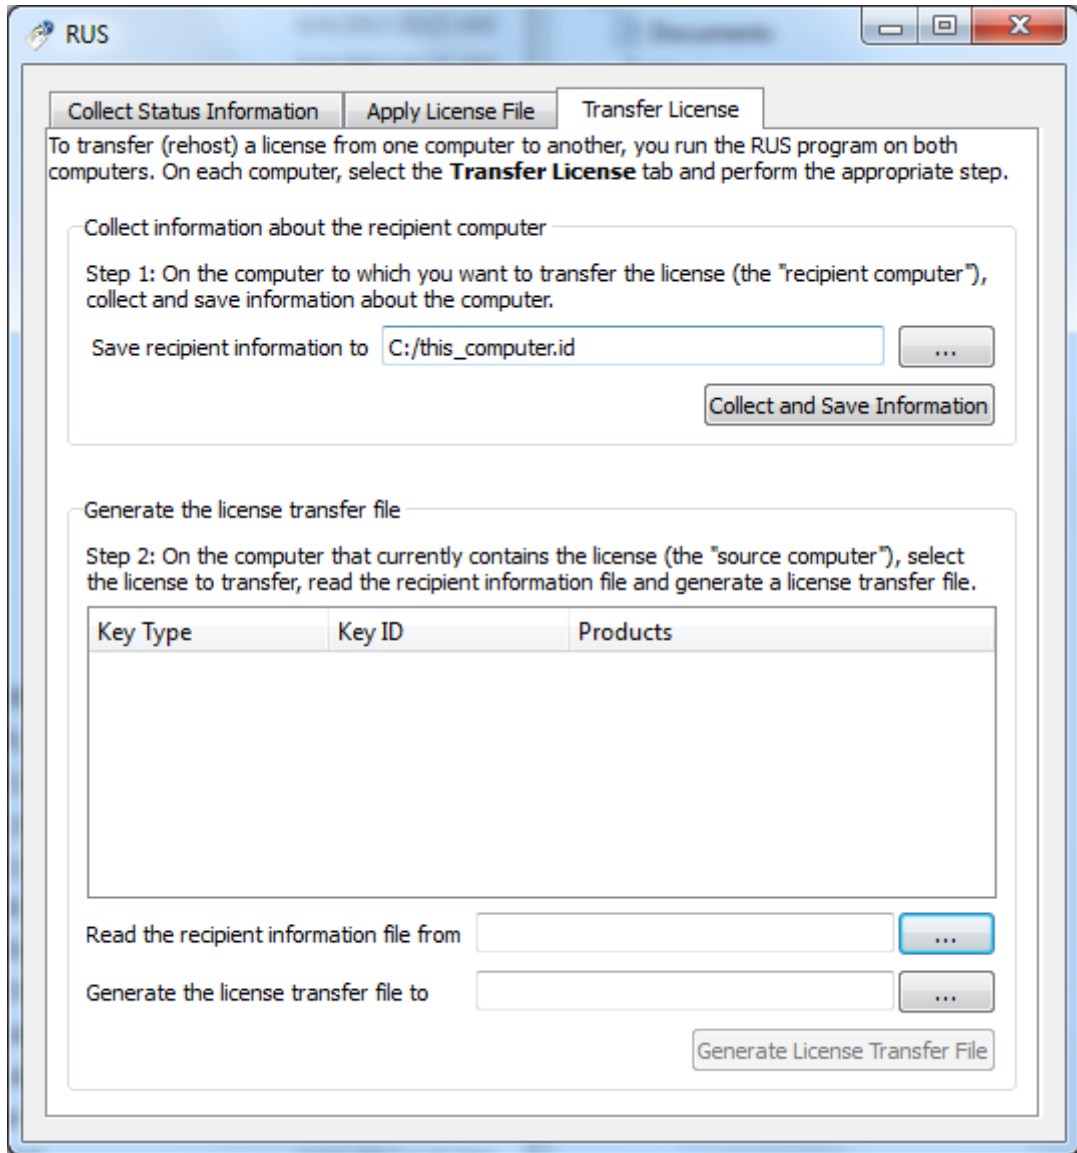 RUS
Collect Status Information
Apply License File
Transfer License
To transfer (rehost) a license from one computer to another, you run the RUS program on both
computers. On each computer, select the Transfer License tab and perform the appropriate step.
Collect information about the recipient computer
Step 1: On the computer to which you want to transfer the license (the "recipient computer"),
collect and save information about the computer.
Save recipient information to C:/this_computer.id ...
Collect and Save Information
Generate the license transfer file
Step 2: On the computer that currently contains the license (the "source computer"), select
the license to transfer, read the recipient information file and generate a license transfer file.
Key Type Key ID Products
Read the recipient information file from ...
Generate the license transfer file to ...
Generate License Transfer File